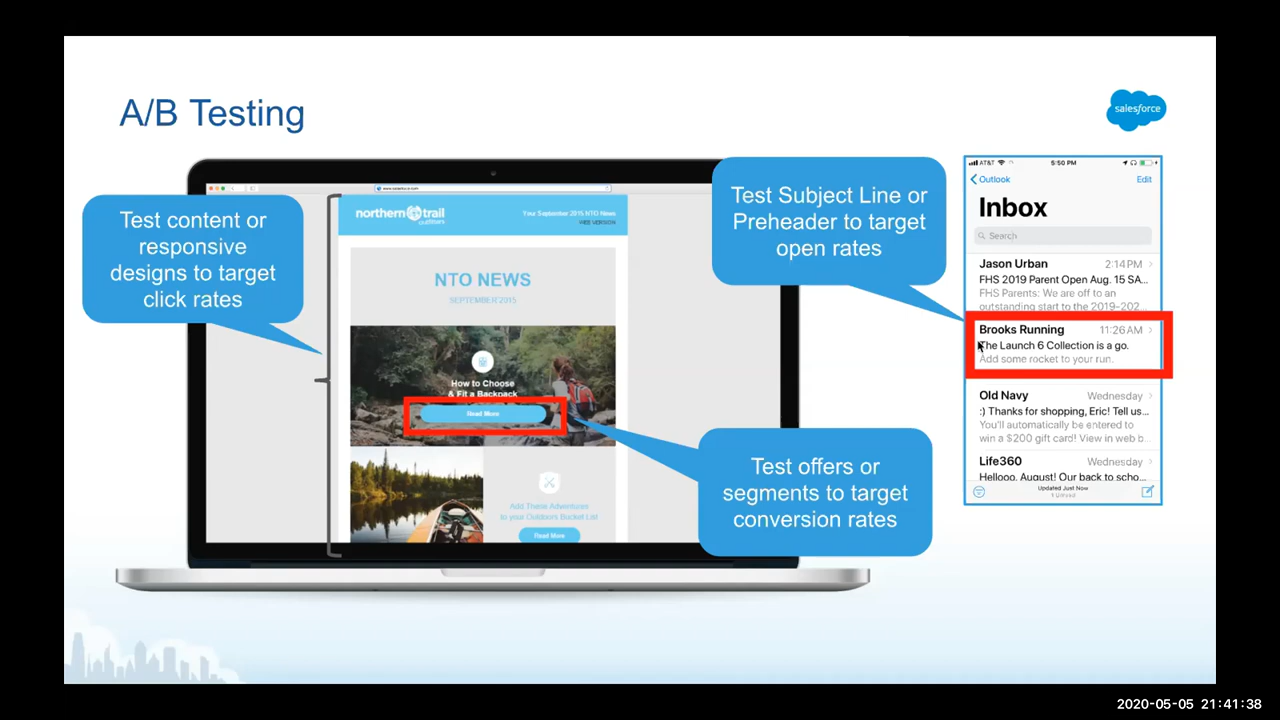 A/B Testing
salesforce
Test content or
responsive
designs to target
click rates
northern trail
outfitters
Your September 2015 NTO News
WEB VERSION
NTO NEWS
SEPTEMBER 2015
How to Choose
& Fit a Backpack
Read More
Add These Adventures
to your Outdoors Bucket List
Read More
Test Subject Line or
Preheader to target
open rates
Test offers or
segments to target
conversion rates
AT&T 5:50 PM
Outlook Edit
Inbox
Search
Jason Urban 2:14 PM
FHS 2019 Parent Open Aug. 15 SA...
FHS Parents: We are off to an
outstanding start to the 2019-202...
Brooks Running 11:26 AM
The Launch 6 Collection is a go.
Add some rocket to your run.
Old Navy Wednesday
:) Thanks for shopping, Eric! Tell us...
You'll automatically be entered to
win a $200 gift card! View in web b...
Life360 Wednesday
Hellooo, August! Our back to scho...
Updated Just Now
1 Unread
2020-05-05 21:41:38